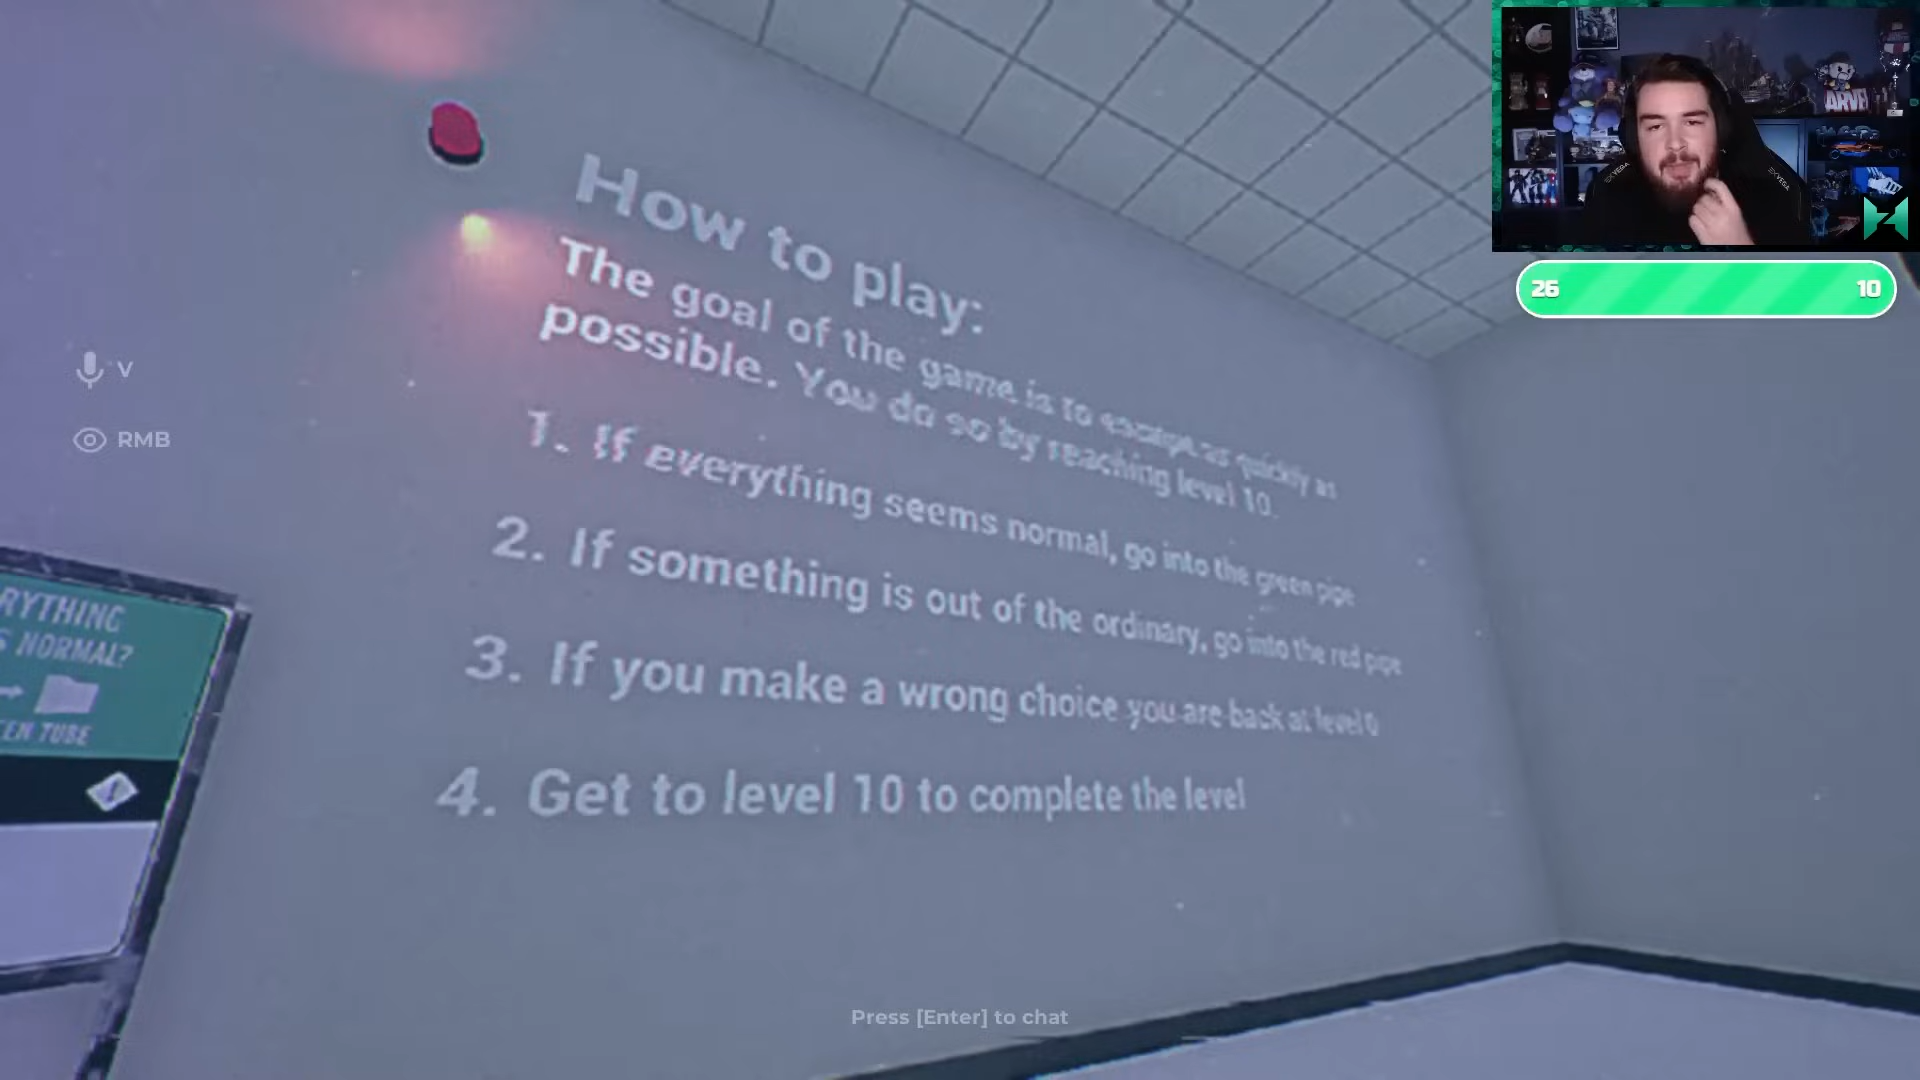 How to play:
The goal of the game is to escape as quickly as
possible. You do so by reaching level 10.
1. If everything seems normal, go into the green pipe
2. If something is out of the ordinary, go into the red pipe
3. If you make a wrong choice you are back at level 0
4. Get to level 10 to complete the level
V
RMB
RYTHING
S NORMAL?
EEN TUBE
MARVEL
26 10
Press [Enter] to chat